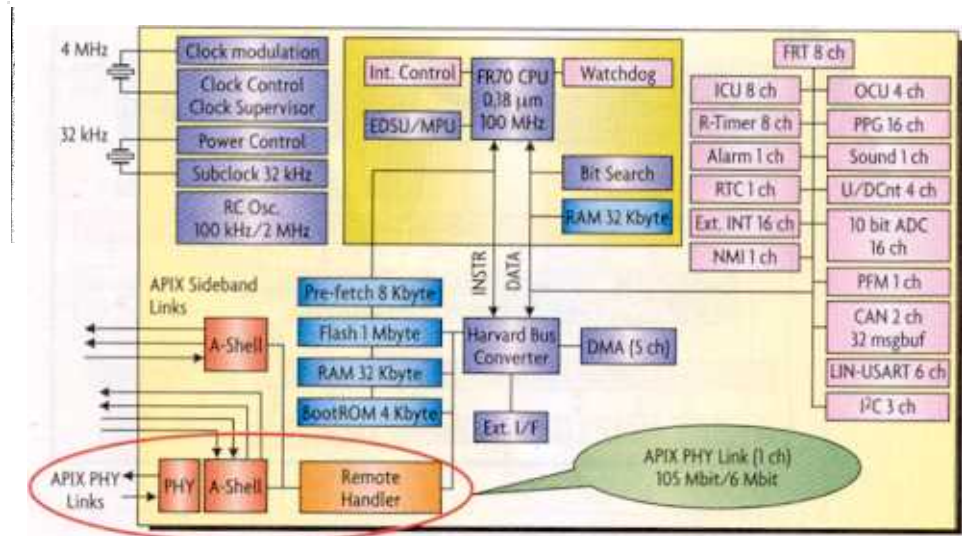 4 MHz
32 kHz
Clock modulation
Clock Control
Clock Supervisor
Power Control
Subclock 32 kHz
RC Osc.
100 kHz/2 MHz
Int. Control
FR70 CPU
0,18 µm
100 MHz
Watchdog
EDSU/MPU
Bit Search
RAM 32 Kbyte
INSTR
DATA
FRT 8 ch
ICU 8 ch
OCU 4 ch
R-Timer 8 ch
PPG 16 ch
Alarm 1 ch
Sound 1 ch
RTC 1 ch
U/DCnt 4 ch
Ext. INT 16 ch
10 bit ADC
16 ch
NMI 1 ch
PFM 1 ch
CAN 2 ch
32 msgbuf
LIN-USART 6 ch
I²C 3 ch
APIX Sideband
Links
A-Shell
Pre-fetch 8 Kbyte
Flash 1 Mbyte
RAM 32 Kbyte
BootROM 4 Kbyte
Harvard Bus
Converter
DMA (5 ch)
Ext. I/F
APIX PHY
Links
PHY
A-Shell
Remote
Handler
APIX PHY Link (1 ch)
105 Mbit/6 Mbit